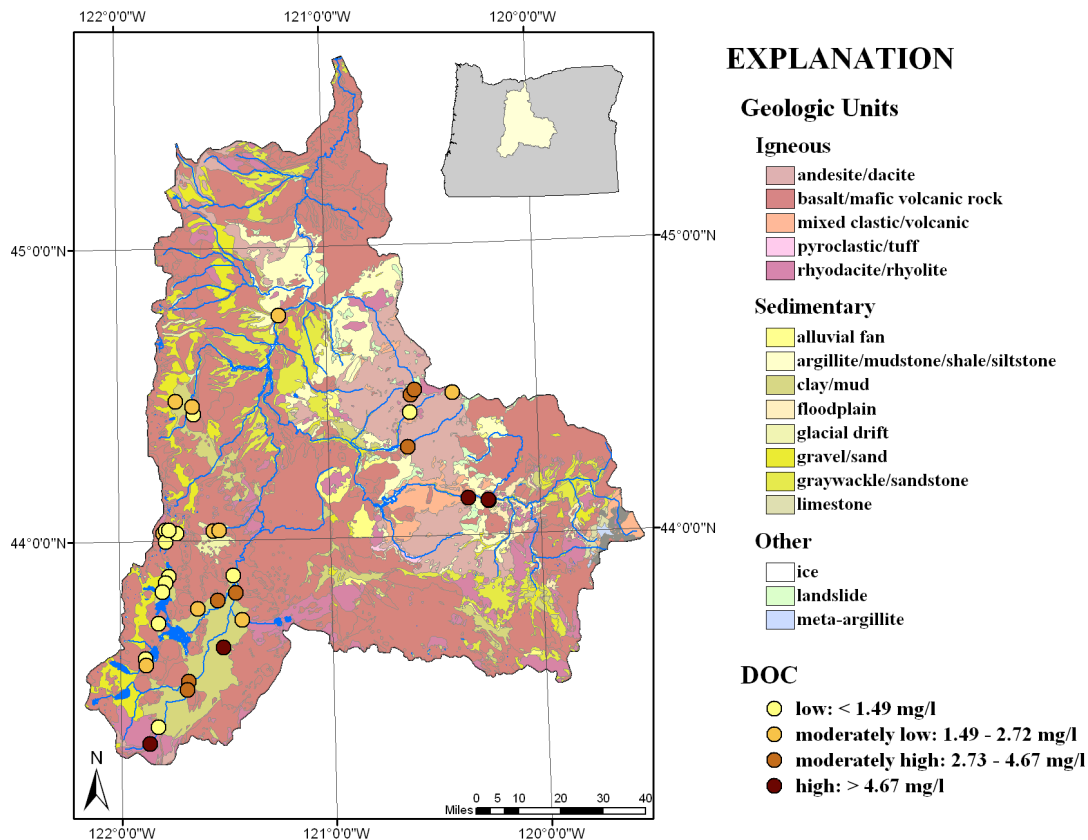 122°0'0"W 121°0'0"W 120°0'0"W
45°0'0"N 45°0'0"N
44°0'0"N 44°0'0"N
N
Miles 0 5 10 20 30 40
122°0'0"W 121°0'0"W 120°0'0"W
EXPLANATION
Geologic Units
Igneous
andesite/dacite
basalt/mafic volcanic rock
mixed clastic/volcanic
pyroclastic/tuff
rhyodacite/rhyolite
Sedimentary
alluvial fan
argillite/mudstone/shale/siltstone
clay/mud
floodplain
glacial drift
gravel/sand
graywackle/sandstone
limestone
Other
ice
landslide
meta-argillite
DOC
low: < 1.49 mg/l
moderately low: 1.49 - 2.72 mg/l
moderately high: 2.73 - 4.67 mg/l
high: > 4.67 mg/l